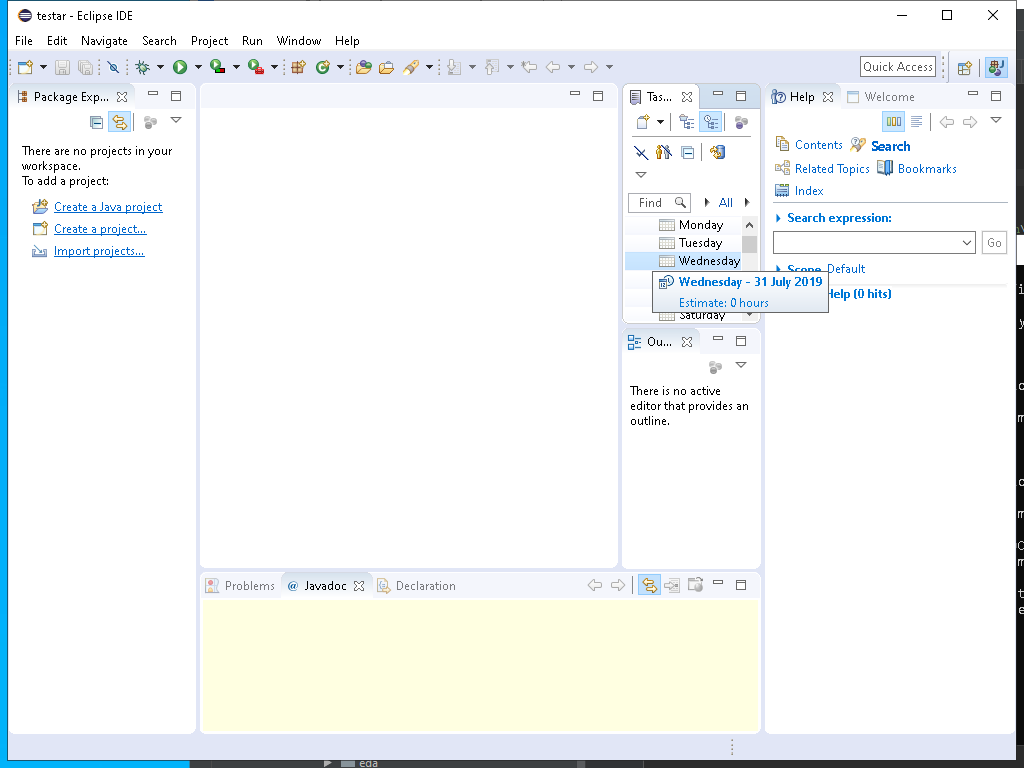 testar - Eclipse IDE
File Edit Navigate Search Project Run Window Help
Quick Access
Package Exp...
There are no projects in your
workspace.
To add a project:
Create a Java project
Create a project...
Import projects...
Tas...
Find
All
Monday
Tuesday
Wednesday
Wednesday - 31 July 2019
Estimate: 0 hours
Saturday
Ou...
There is no active
editor that provides an
outline.
Help
Welcome
Contents Search
Related Topics Bookmarks
Index
Search expression:
Go
Scope Default
Help (0 hits)
Problems @ Javadoc Declaration
eda